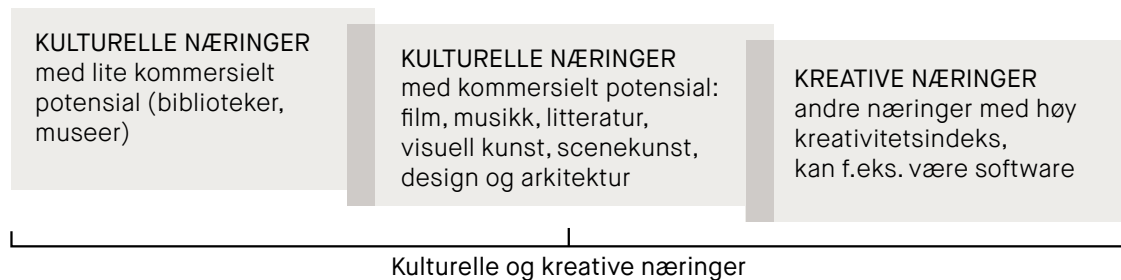 KULTURELLE NÆRINGER
med lite kommersielt
potensial (biblioteker,
museer)
KULTURELLE NÆRINGER
med kommersielt potensial:
film, musikk, litteratur,
visuell kunst, scenekunst,
design og arkitektur
KREATIVE NÆRINGER
andre næringer med høy
kreativitetsindeks,
kan f.eks. være software
Kulturelle og kreative næringer